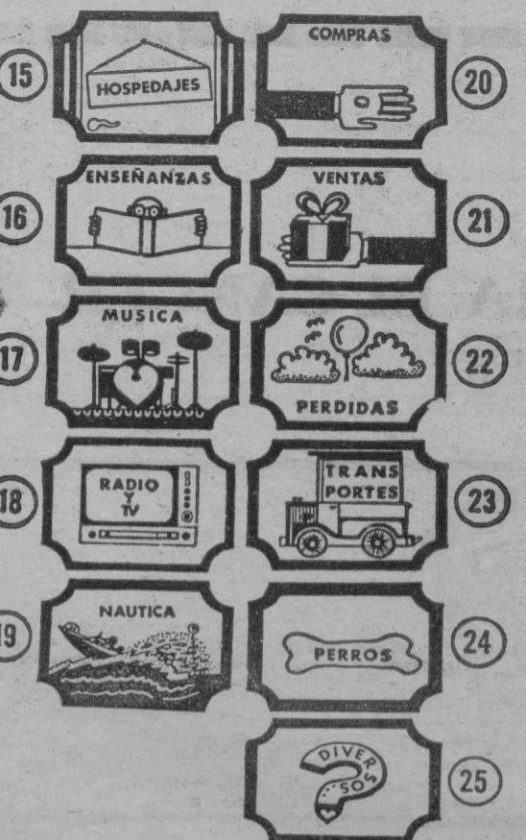 15
HOSPEDAJES
COMPRAS
20
16
ENSEÑANZAS
VENTAS
21
17
MUSICA
PERDIDAS
22
18
RADIO
Y
TV
TRANS
PORTES
23
19
NAUTICA
PERROS
24
DIVER
SOS
25